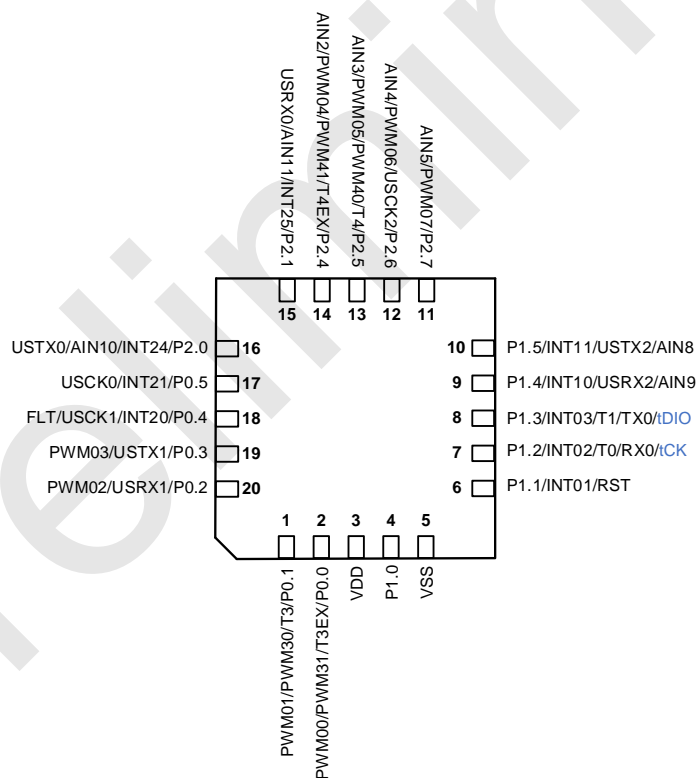 USRX0/AIN11/INT25/P2.1
AIN2/PWM04/PWM41/T4EX/P2.4
AIN3/PWM05/PWM40/T4/P2.5
AIN4/PWM06/USCK2/P2.6
AIN5/PWM07/P2.7
15 14 13 12 11
USTX0/AIN10/INT24/P2.0 16
10 P1.5/INT11/USTX2/AIN8
USCK0/INT21/P0.5 17
9 P1.4/INT10/USRX2/AIN9
FLT/USCK1/INT20/P0.4 18
8 P1.3/INT03/T1/TX0/tDIO
PWM03/USTX1/P0.3 19
7 P1.2/INT02/T0/RX0/tCK
PWM02/USRX1/P0.2 20
6 P1.1/INT01/RST
1 2 3 4 5
PWM01/PWM30/T3/P0.1
PWM00/PWM31/T3EX/P0.0
VDD
P1.0
VSS
relimin